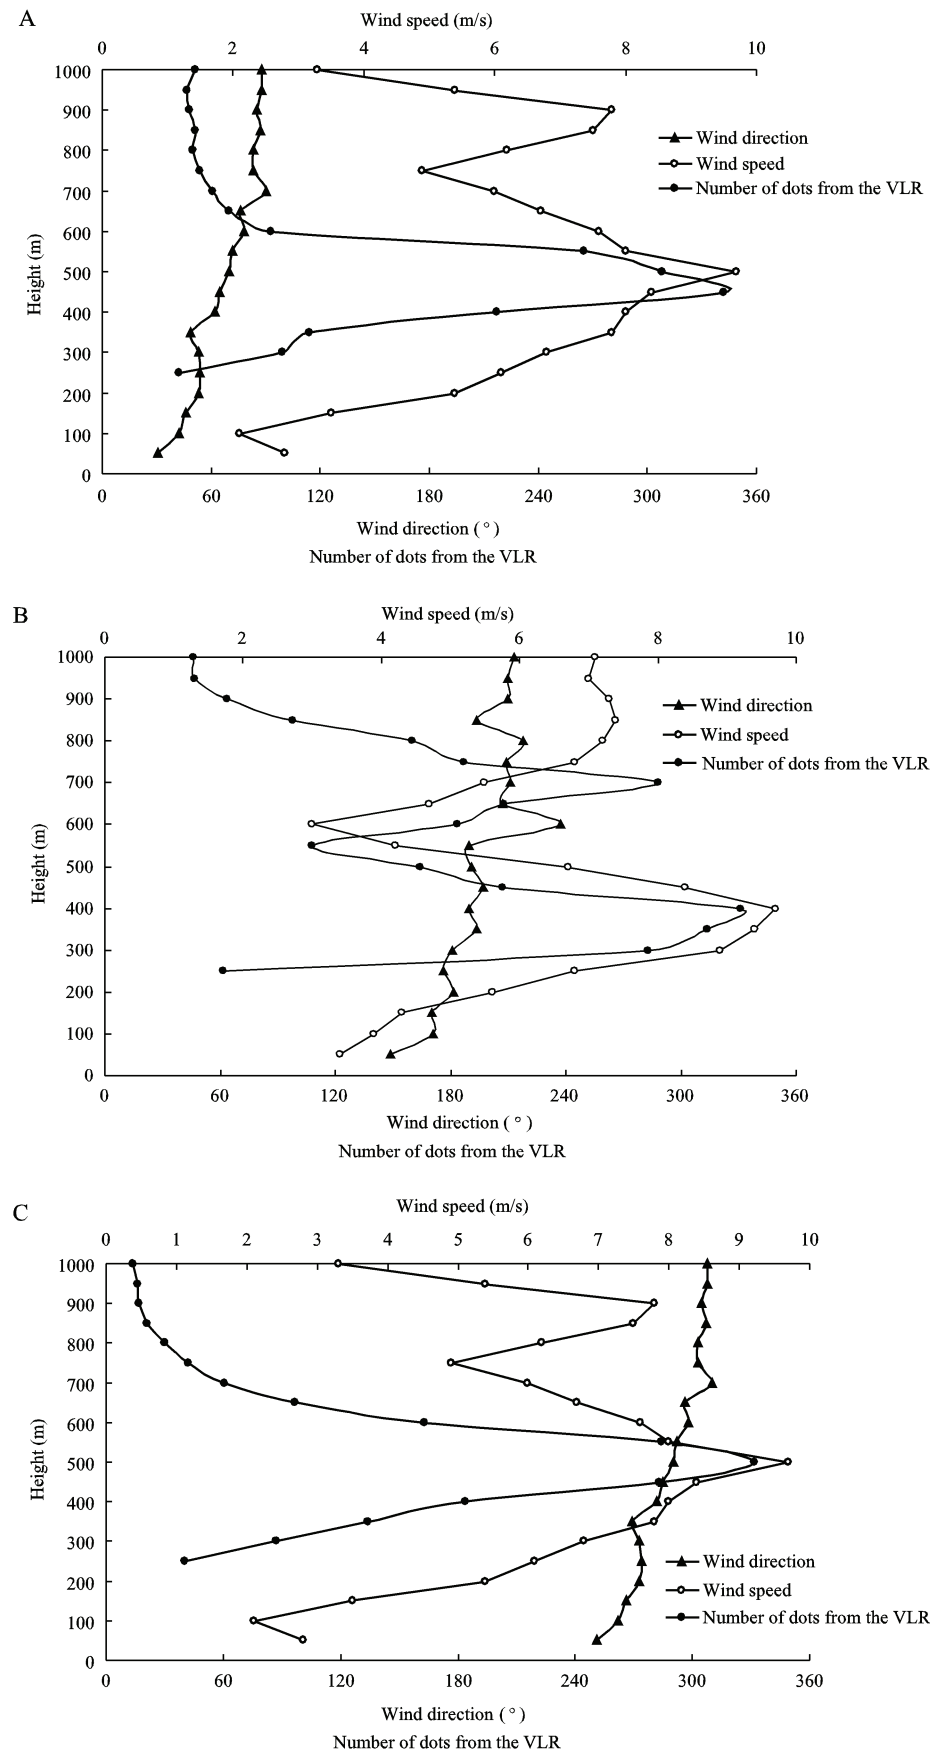 A
Wind speed (m/s)
0 2 4 6 8 10
1000
900
800
700
600
500
400
300
200
100
0
Height (m)
Wind direction
Wind speed
Number of dots from the VLR
0 60 120 180 240 300 360
Wind direction ( ° )
Number of dots from the VLR
B
Wind speed (m/s)
0 2 4 6 8 10
1000
900
800
700
600
500
400
300
200
100
0
Height (m)
Wind direction
Wind speed
Number of dots from the VLR
0 60 120 180 240 300 360
Wind direction ( ° )
Number of dots from the VLR
C
Wind speed (m/s)
0 1 2 3 4 5 6 7 8 9 10
1000
900
800
700
600
500
400
300
200
100
0
Height (m)
Wind direction
Wind speed
Number of dots from the VLR
0 60 120 180 240 300 360
Wind direction ( ° )
Number of dots from the VLR